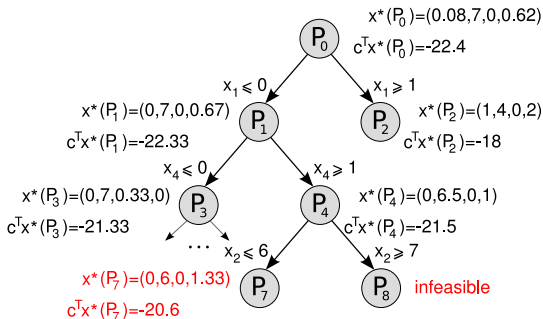 x*(P₀)=(0.08,7,0,0.62)
P₀
cᵀx*(P₀)=-22.4
x₁⩽0
x₁⩾1
x*(P₁)=(0,7,0,0.67)
P₁
P₂
x*(P₂)=(1,4,0,2)
cᵀx*(P₁)=-22.33
cᵀx*(P₂)=-18
x₄⩽0
x₄⩾1
x*(P₃)=(0,7,0.33,0)
P₃
P₄
x*(P₄)=(0,6.5,0,1)
cᵀx*(P₃)=-21.33
cᵀx*(P₄)=-21.5
...
x₂⩽6
x₂⩾7
x*(P₇)=(0,6,0,1.33)
P₇
P₈
infeasible
cᵀx*(P₇)=-20.6